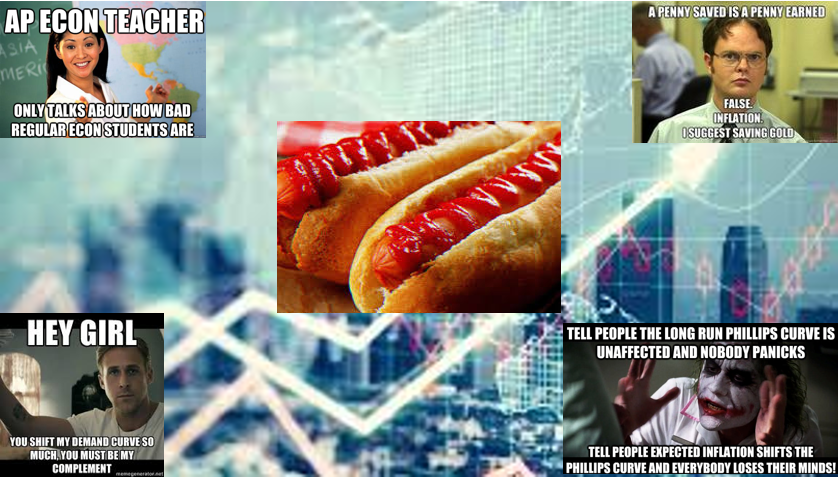 AP ECON TEACHER
ASIA
ONLY TALKS ABOUT HOW BAD
REGULAR ECON STUDENTS ARE
A PENNY SAVED IS A PENNY EARNED
FALSE.
INFLATION.
I SUGGEST SAVING GOLD
HEY GIRL
YOU SHIFT MY DEMAND CURVE SO
MUCH, YOU MUST BE MY
COMPLEMENT
memegenerator.net
TELL PEOPLE THE LONG RUN PHILLIPS CURVE IS
UNAFFECTED AND NOBODY PANICKS
TELL PEOPLE EXPECTED INFLATION SHIFTS THE
PHILLIPS CURVE AND EVERYBODY LOSES THEIR MINDS!